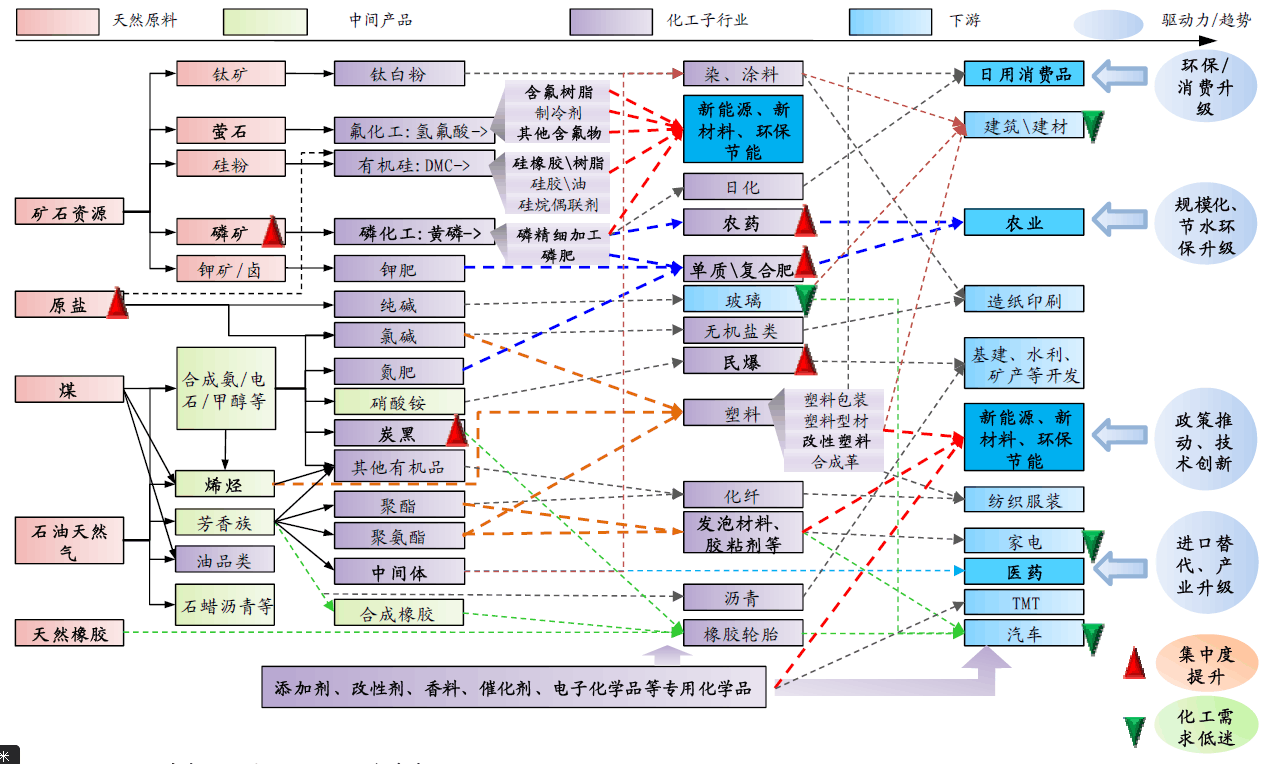 天然原料
中间产品
化工子行业
下游
驱动力/趋势
钛矿
钛白粉
染、涂料
日用消费品
环保/
消费升
级
萤石
氟化工:氢氟酸->
含氟树脂
制冷剂
其他含氟物
新能源、新
材料、环保
节能
建筑\建材
硅粉
有机硅:DMC->
硅橡胶\树脂
硅胶\油
硅烷偶联剂
日化
矿石资源
磷矿
磷化工:黄磷->
磷精细加工
磷肥
农药
农业
规模化、
节水环
保升级
钾矿/卤
钾肥
单质\复合肥
原盐
纯碱
玻璃
造纸印刷
氯碱
无机盐类
煤
合成氨/电
石/甲醇等
氮肥
民爆
基建、水利、
矿产等开发
硝酸铵
塑料
塑料包装
塑料型材
改性塑料
合成革
新能源、新
材料、环保
节能
政策推
动、技
术创新
炭黑
其他有机品
烯烃
化纤
纺织服装
石油天然
气
芳香族
聚酯
发泡材料、
胶粘剂等
家电
进口替
代、产
业升级
油品类
聚氨酯
中间体
医药
石蜡沥青等
合成橡胶
沥青
TMT
天然橡胶
橡胶轮胎
汽车
添加剂、改性剂、香料、催化剂、电子化学品等专用化学品
集中度
提升
化工需
求低迷
米